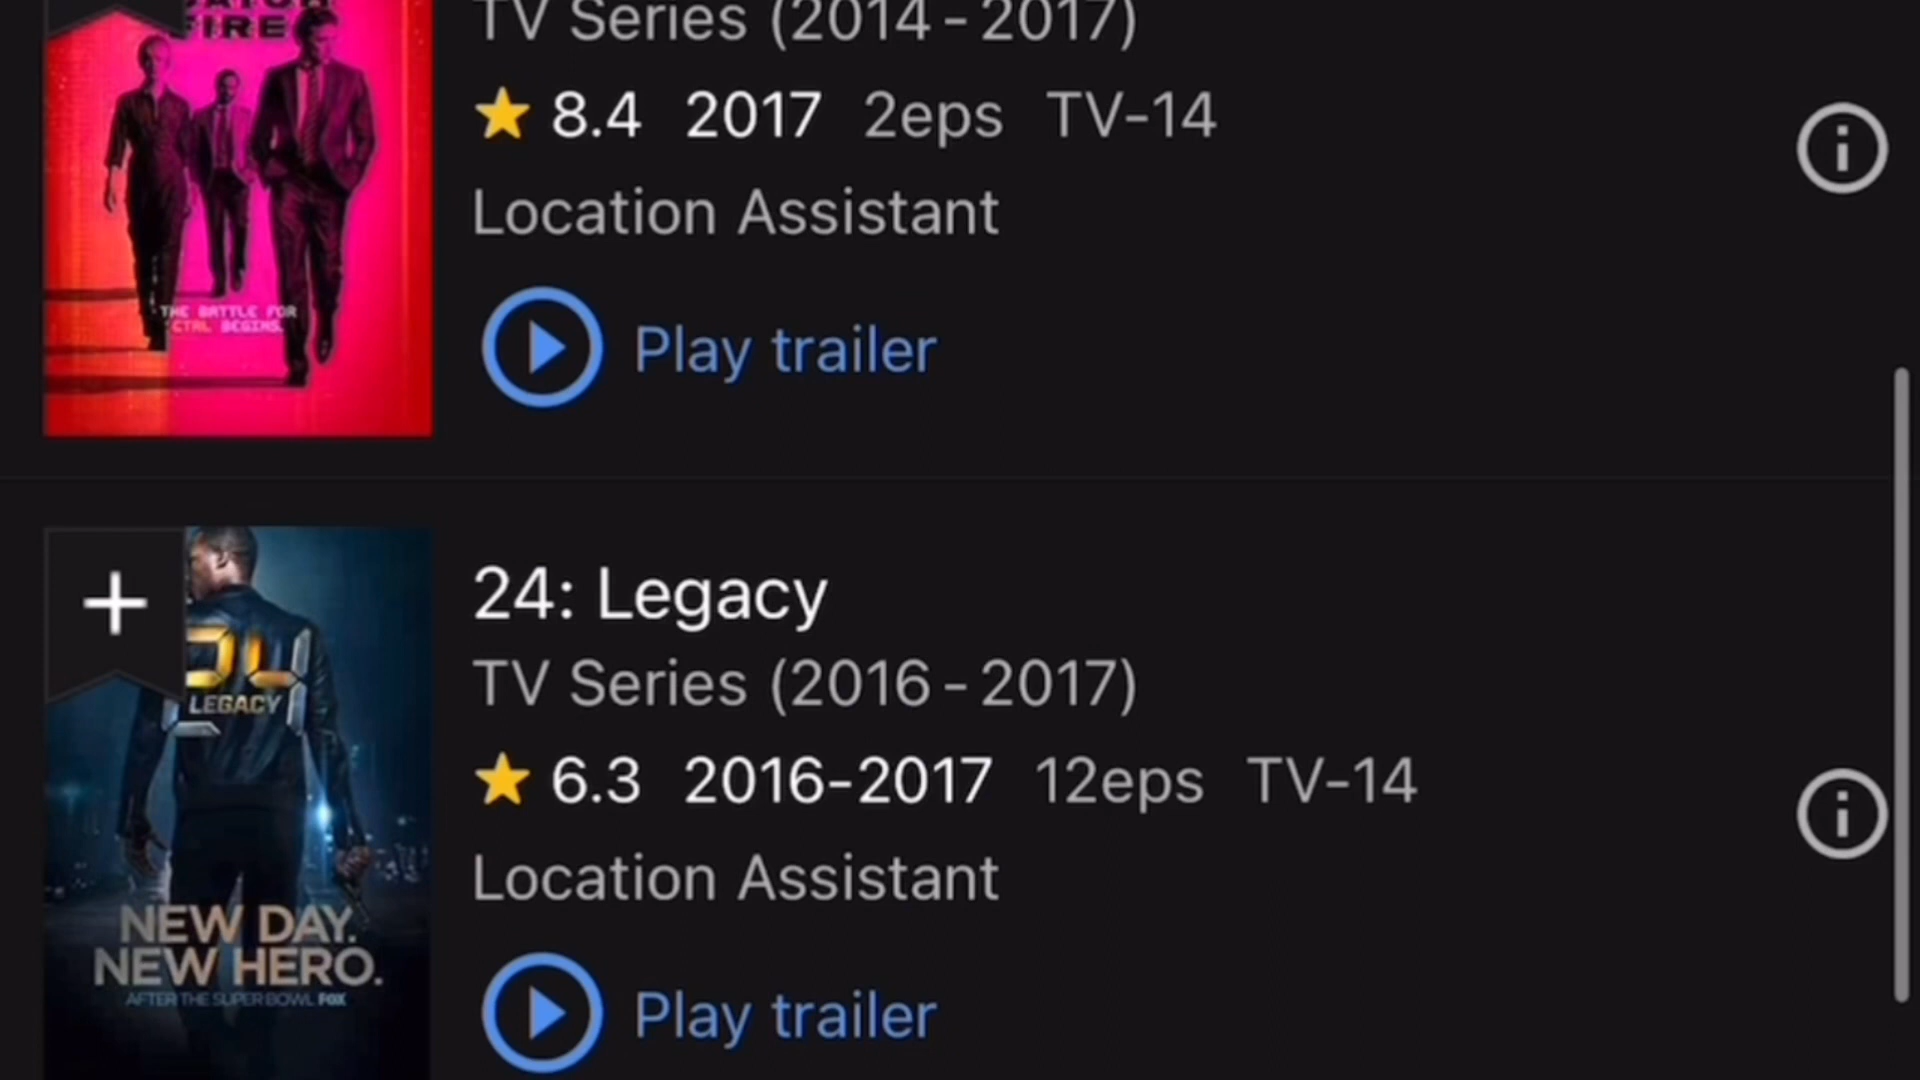 FIRE
THE BATTLE FOR
CTRL BEGINS.
TV Series (2014-2017)
8.4 2017 2eps TV-14
Location Assistant
Play trailer
24
LEGACY
NEW DAY.
NEW HERO.
AFTER THE SUPER BOWL FOX
24: Legacy
TV Series (2016-2017)
6.3 2016-2017 12eps TV-14
Location Assistant
Play trailer